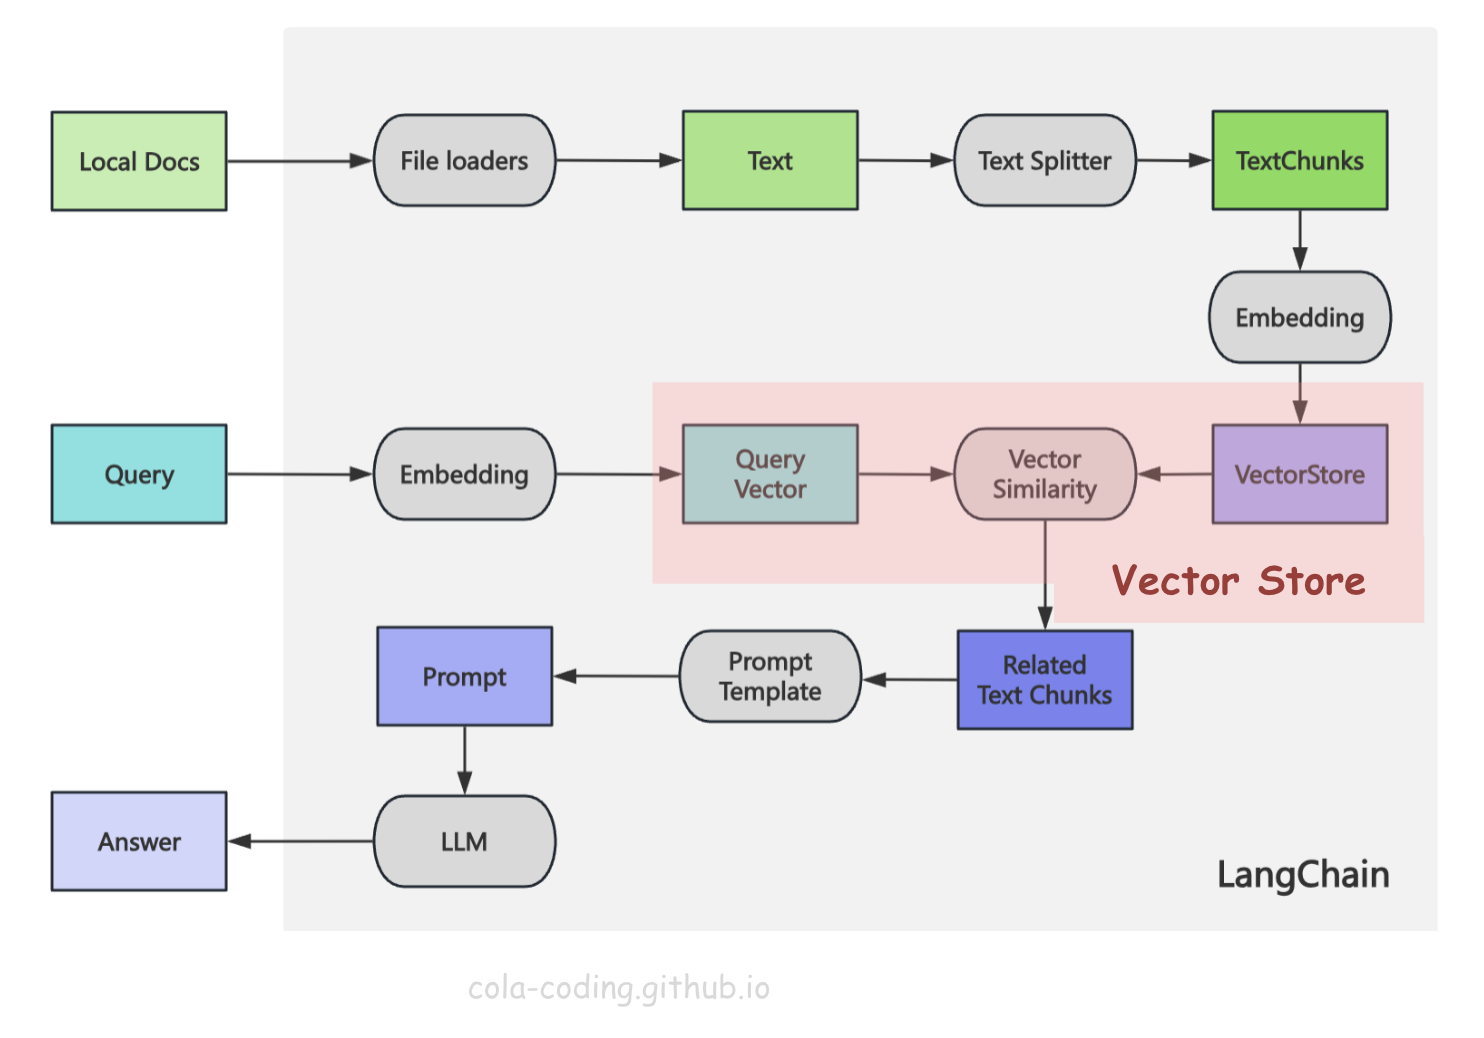 Local Docs
File loaders
Text
Text Splitter
TextChunks
Embedding
Query
Embedding
Query
Vector
Vector
Similarity
VectorStore
Vector Store
Prompt
Prompt
Template
Related
Text Chunks
Answer
LLM
LangChain
cola-coding.github.io